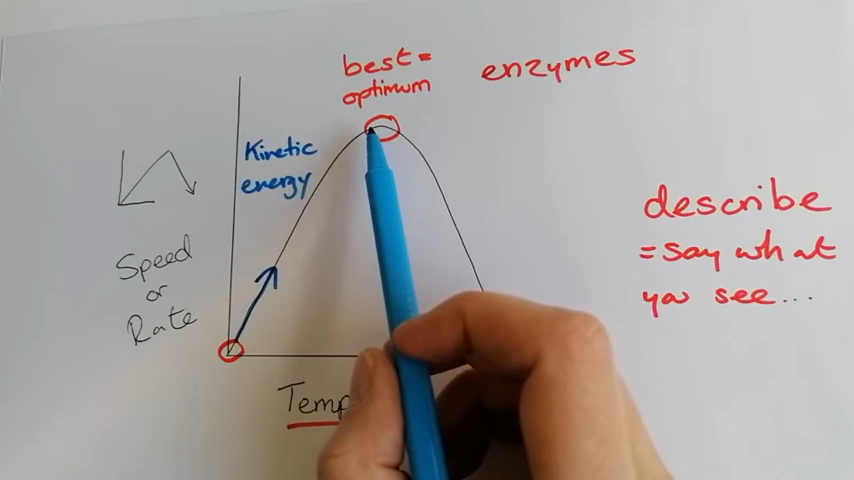 best =
optimum
enzymes
Kinetic
energy
Speed
or
Rate
describe
= say what
you see...
Temp